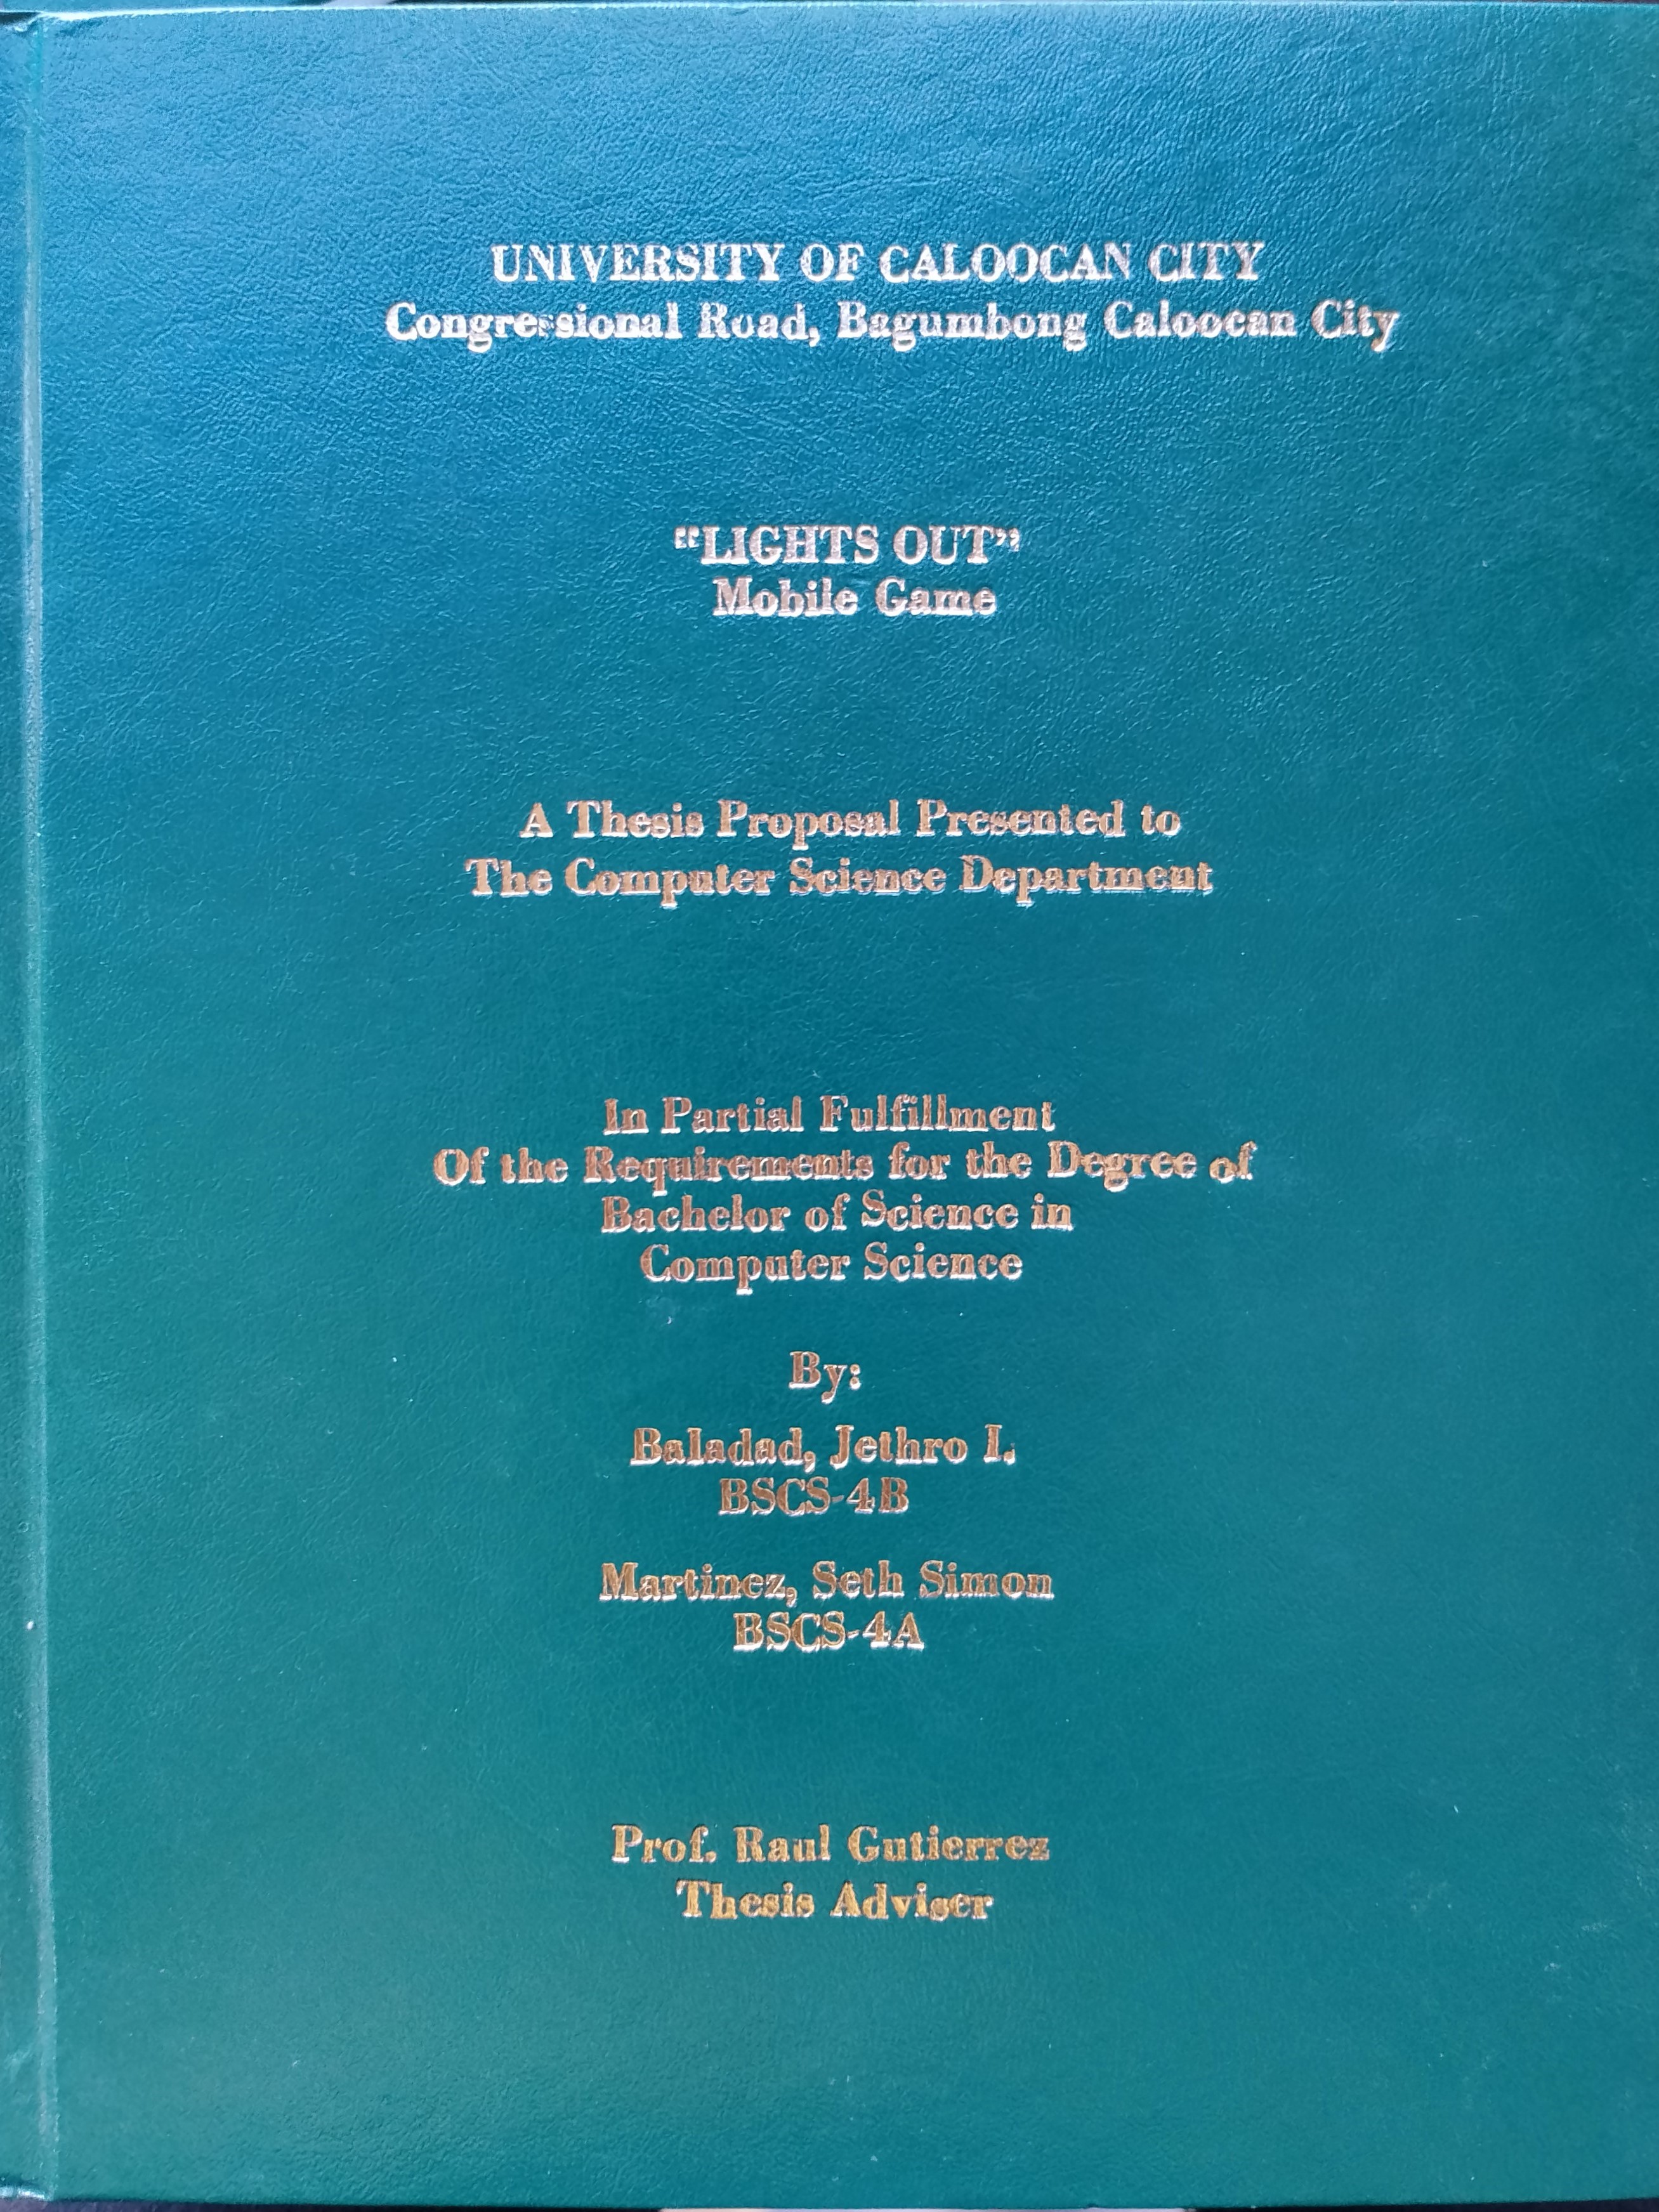 UNIVERSITY OF CALOOCAN CITY
Congressional Road, Bagumbong Caloocan City
“LIGHTS OUT”
Mobile Game
A Thesis Proposal Presented to
The Computer Science Department
In Partial Fulfillment
Of the Requirements for the Degree of
Bachelor of Science in
Computer Science
By:
Baladad, Jethro I.
BSCS-4B
Martinez, Seth Simon
BSCS-4A
Prof. Raul Gutierrez
Thesis Adviser